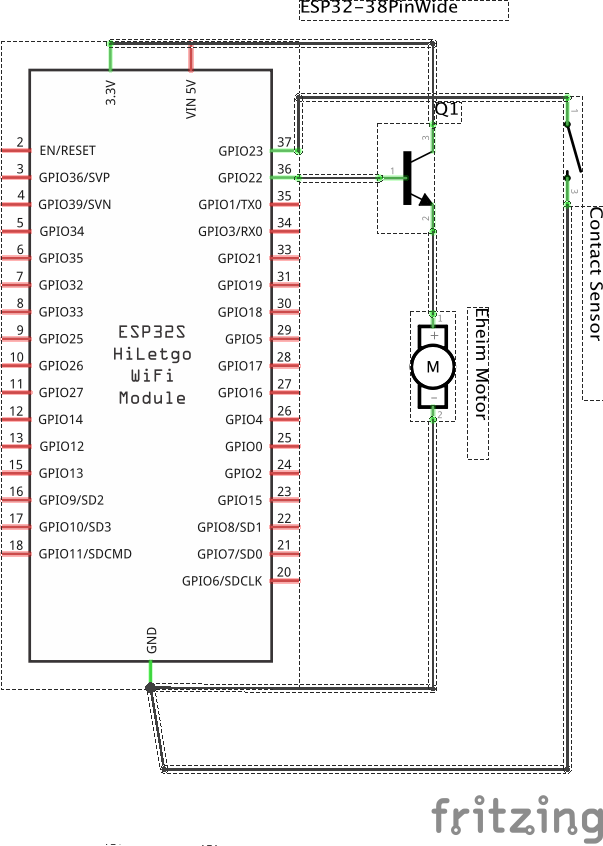 ESP32-38PinWide
3.3V
VIN 5V
Q1
2 EN/RESET
3 GPIO36/SVP
4 GPIO39/SVN
5 GPIO34
6 GPIO35
7 GPIO32
8 GPIO33
9 GPIO25
10 GPIO26
11 GPIO27
12 GPIO14
13 GPIO12
15 GPIO13
16 GPIO9/SD2
17 GPIO10/SD3
18 GPIO11/SDCMD
ESP32S
HiLetgo
WiFi
Module
GPIO23 37
GPIO22 36
GPIO1/TX0 35
GPIO3/RX0 34
GPIO21 33
GPIO19 31
GPIO18 30
GPIO5 29
GPIO17 28
GPIO16 27
GPIO4 26
GPIO0 25
GPIO2 24
GPIO15 23
GPIO8/SD1 22
GPIO7/SD0 21
GPIO6/SDCLK 20
GND
3
1
2
1
+
M
-
2
Eheim Motor
1
3
Contact Sensor
fritzing